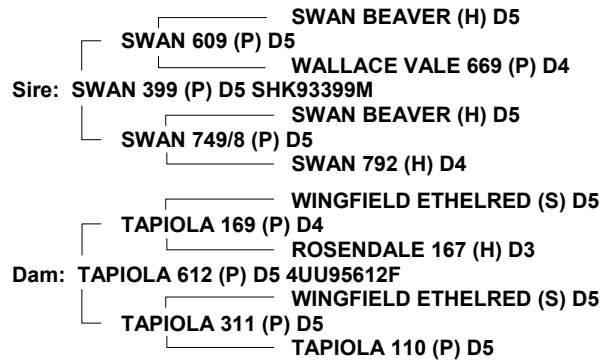 SWAN BEAVER (H) D5
SWAN 609 (P) D5
WALLACE VALE 669 (P) D4
Sire: SWAN 399 (P) D5 SHK93399M
SWAN BEAVER (H) D5
SWAN 749/8 (P) D5
SWAN 792 (H) D4
WINGFIELD ETHELRED (S) D5
TAPIOLA 169 (P) D4
ROSENDALE 167 (H) D3
Dam: TAPIOLA 612 (P) D5 4UU95612F
WINGFIELD ETHELRED (S) D5
TAPIOLA 311 (P) D5
TAPIOLA 110 (P) D5